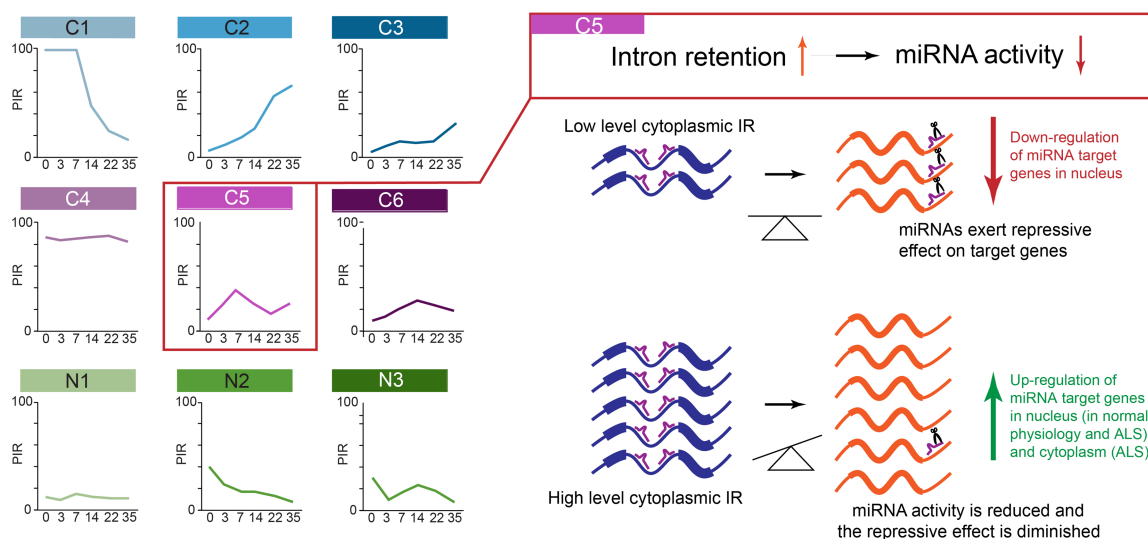 C1
C2
C3
100
PIR
0
0 3 7 14 22 35
100
PIR
0
0 3 7 14 22 35
100
PIR
0
0 3 7 14 22 35
C4
C5
C6
100
PIR
0
0 3 7 14 22 35
100
PIR
0
0 3 7 14 22 35
100
PIR
0
0 3 7 14 22 35
N1
N2
N3
100
PIR
0
0 3 7 14 22 35
100
PIR
0
0 3 7 14 22 35
100
PIR
0
0 3 7 14 22 35
C5
Intron retention
miRNA activity
Low level cytoplasmic IR
Down-regulation
of miRNA target
genes in nucleus
miRNAs exert repressive
effect on target genes
High level cytoplasmic IR
Up-regulation of
miRNA target genes
in nucleus (in normal
physiology and ALS)
and cytoplasm (ALS)
miRNA activity is reduced and
the repressive effect is diminished